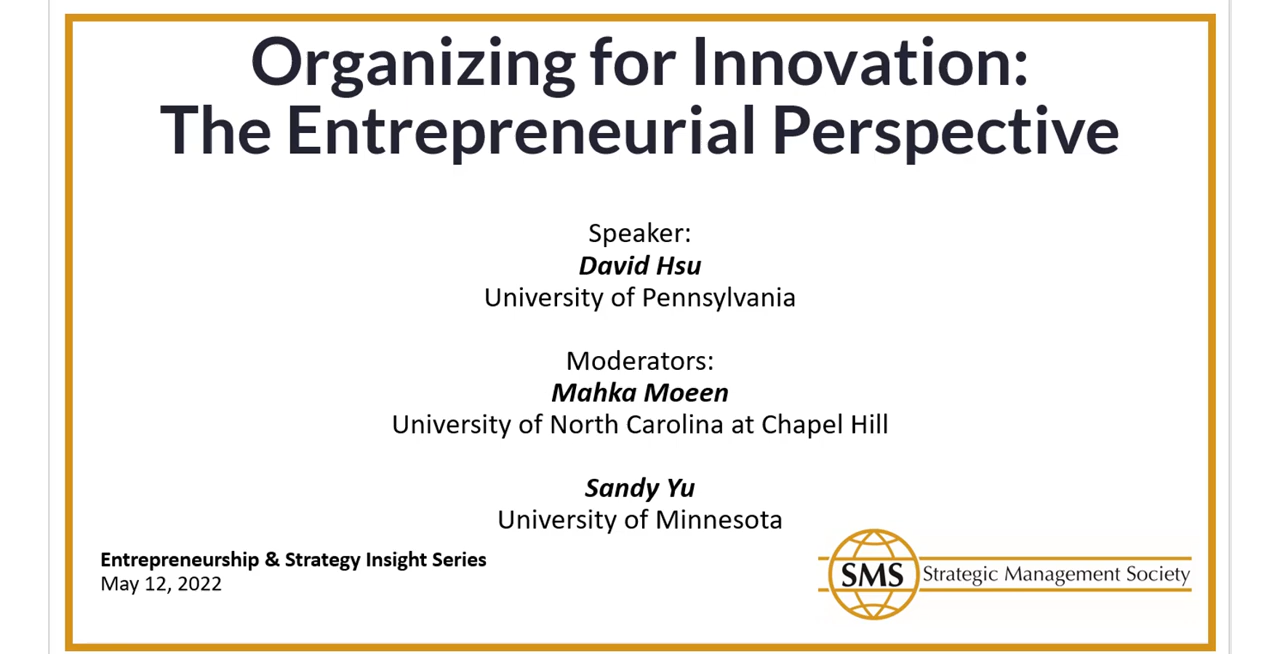 Organizing for Innovation:
The Entrepreneurial Perspective
Speaker:
David Hsu
University of Pennsylvania
Moderators:
Mahka Moeen
University of North Carolina at Chapel Hill
Sandy Yu
University of Minnesota
Entrepreneurship & Strategy Insight Series
May 12, 2022
SMS Strategic Management Society